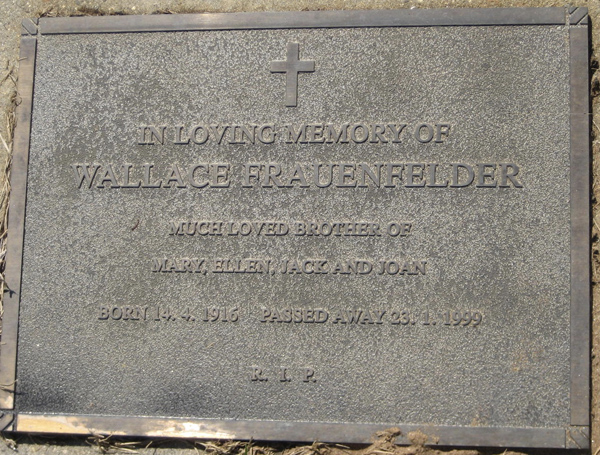 IN LOVING MEMORY OF
WALLACE FRAUENFELDER
MUCH LOVED BROTHER OF
MARY, ELLEN, JACK AND JOAN
BORN 14. 4. 1916 PASSED AWAY 23. 1. 1999
R. I. P.